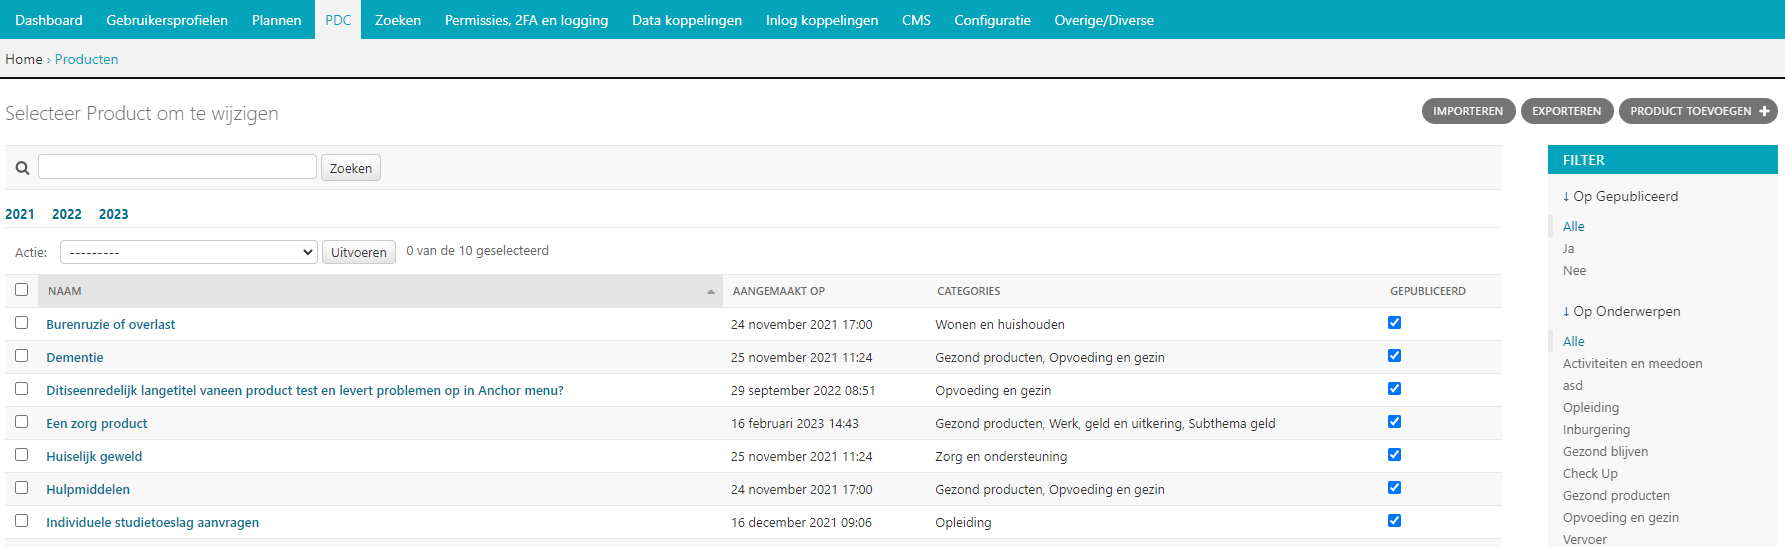 Dashboard Gebruikersprofielen Plannen PDC Zoeken Permissies, 2FA en logging Data koppelingen Inlog koppelingen CMS Configuratie Overige/Diverse
Home › Producten
Selecteer Product om te wijzigen
IMPORTEREN EXPORTEREN PRODUCT TOEVOEGEN +
Zoeken
2021 2022 2023
Actie: --------- Uitvoeren 0 van de 10 geselecteerd
NAAM AANGEMAAKT OP CATEGORIES GEPUBLICEERD
Burenruzie of overlast 24 november 2021 17:00 Wonen en huishouden
Dementie 25 november 2021 11:24 Gezond producten, Opvoeding en gezin
Ditiseenredelijk langetitel vaneen product test en levert problemen op in Anchor menu? 29 september 2022 08:51 Opvoeding en gezin
Een zorg product 16 februari 2023 14:43 Gezond producten, Werk, geld en uitkering, Subthema geld
Huiselijk geweld 25 november 2021 11:24 Zorg en ondersteuning
Hulpmiddelen 24 november 2021 17:00 Gezond producten, Opvoeding en gezin
Individuele studietoeslag aanvragen 16 december 2021 09:06 Opleiding
FILTER
↓ Op Gepubliceerd
Alle
Ja
Nee
↓ Op Onderwerpen
Alle
Activiteiten en meedoen
asd
Opleiding
Inburgering
Gezond blijven
Check Up
Gezond producten
Opvoeding en gezin
Vervoer